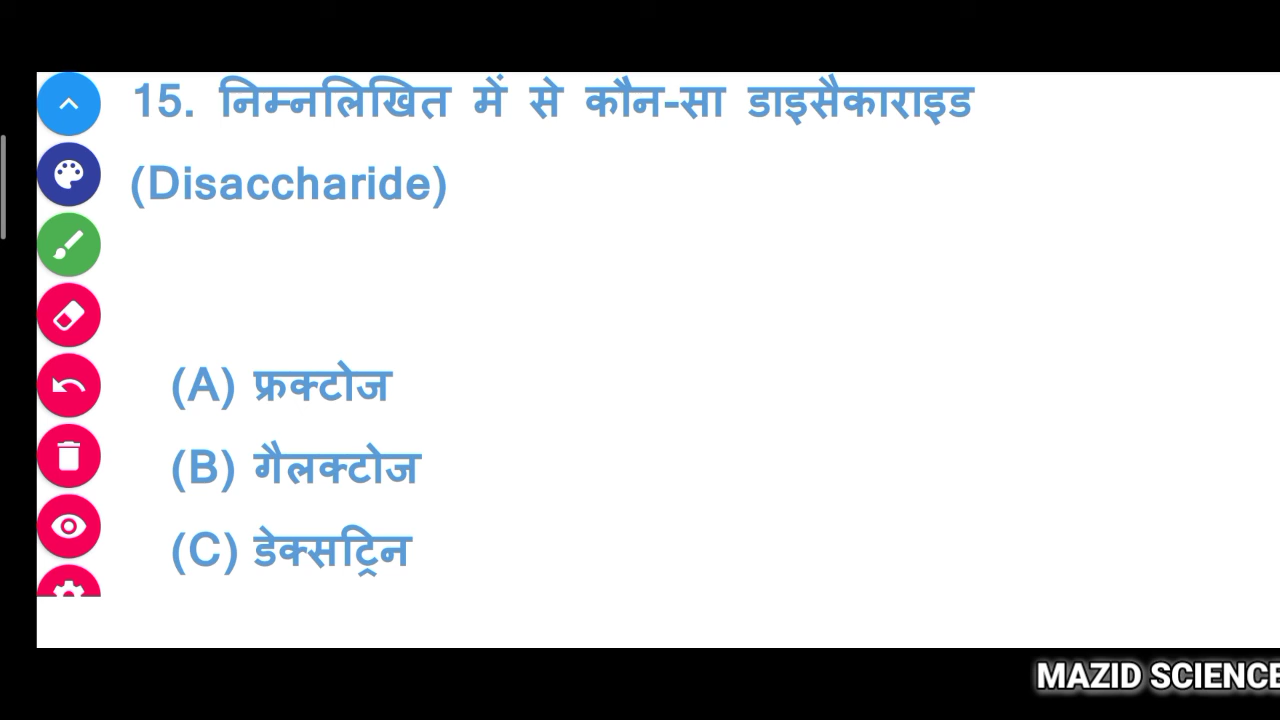 15. निम्नलिखित में से कौन-सा डाइसैकाराइड
(Disaccharide)
(A) फ्रक्टोज
(B) गैलक्टोज
(C) डेक्सट्रिन
MAZID SCIENCE